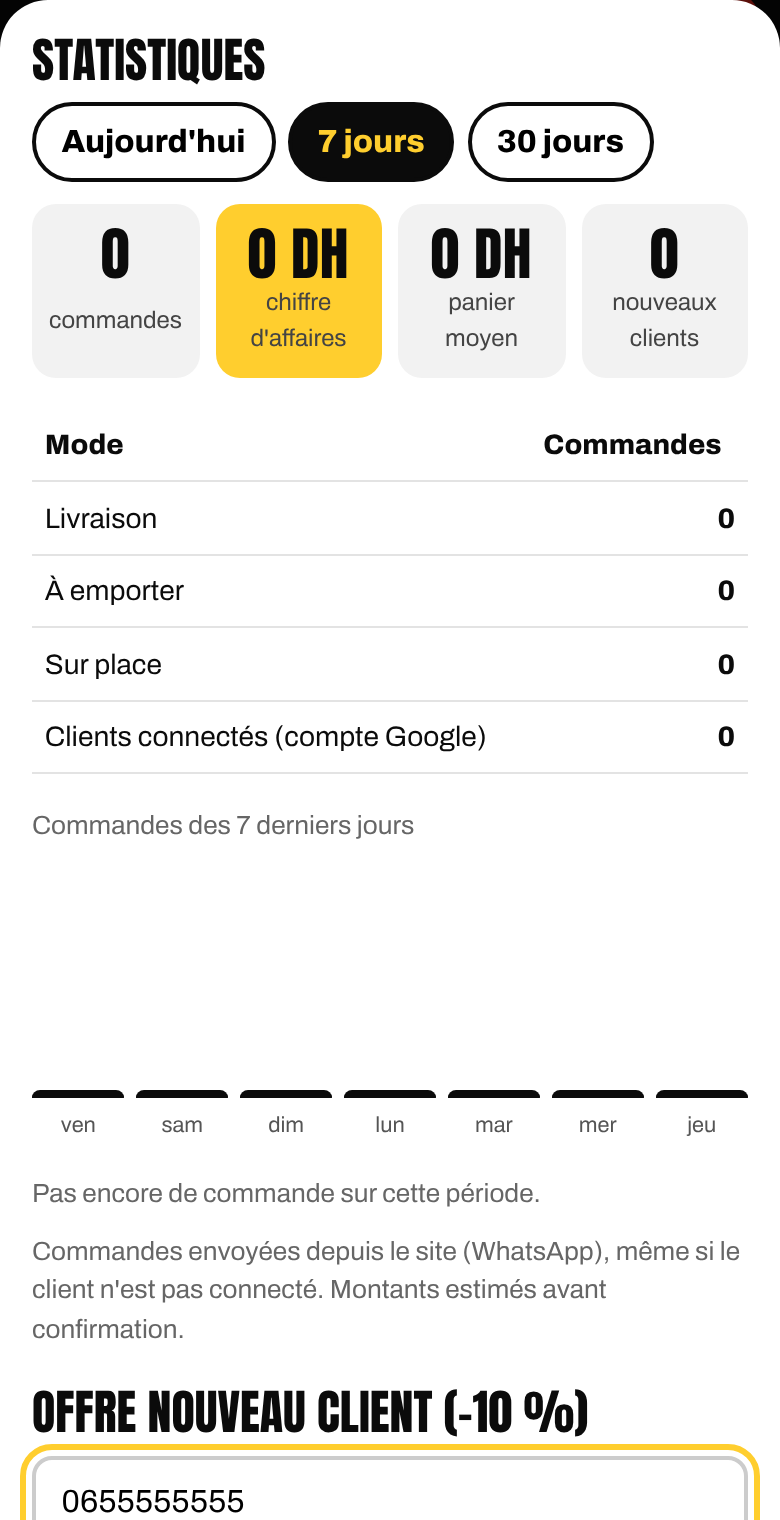 STATISTIQUES
Aujourd'hui 7 jours 30 jours
0 0 DH 0 DH 0
commandes chiffre d'affaires panier moyen nouveaux clients
Mode Commandes
Livraison 0
À emporter 0
Sur place 0
Clients connectés (compte Google) 0
Commandes des 7 derniers jours
ven sam dim lun mar mer jeu
Pas encore de commande sur cette période.
Commandes envoyées depuis le site (WhatsApp), même si le
client n'est pas connecté. Montants estimés avant
confirmation.
OFFRE NOUVEAU CLIENT (-10 %)
0655555555